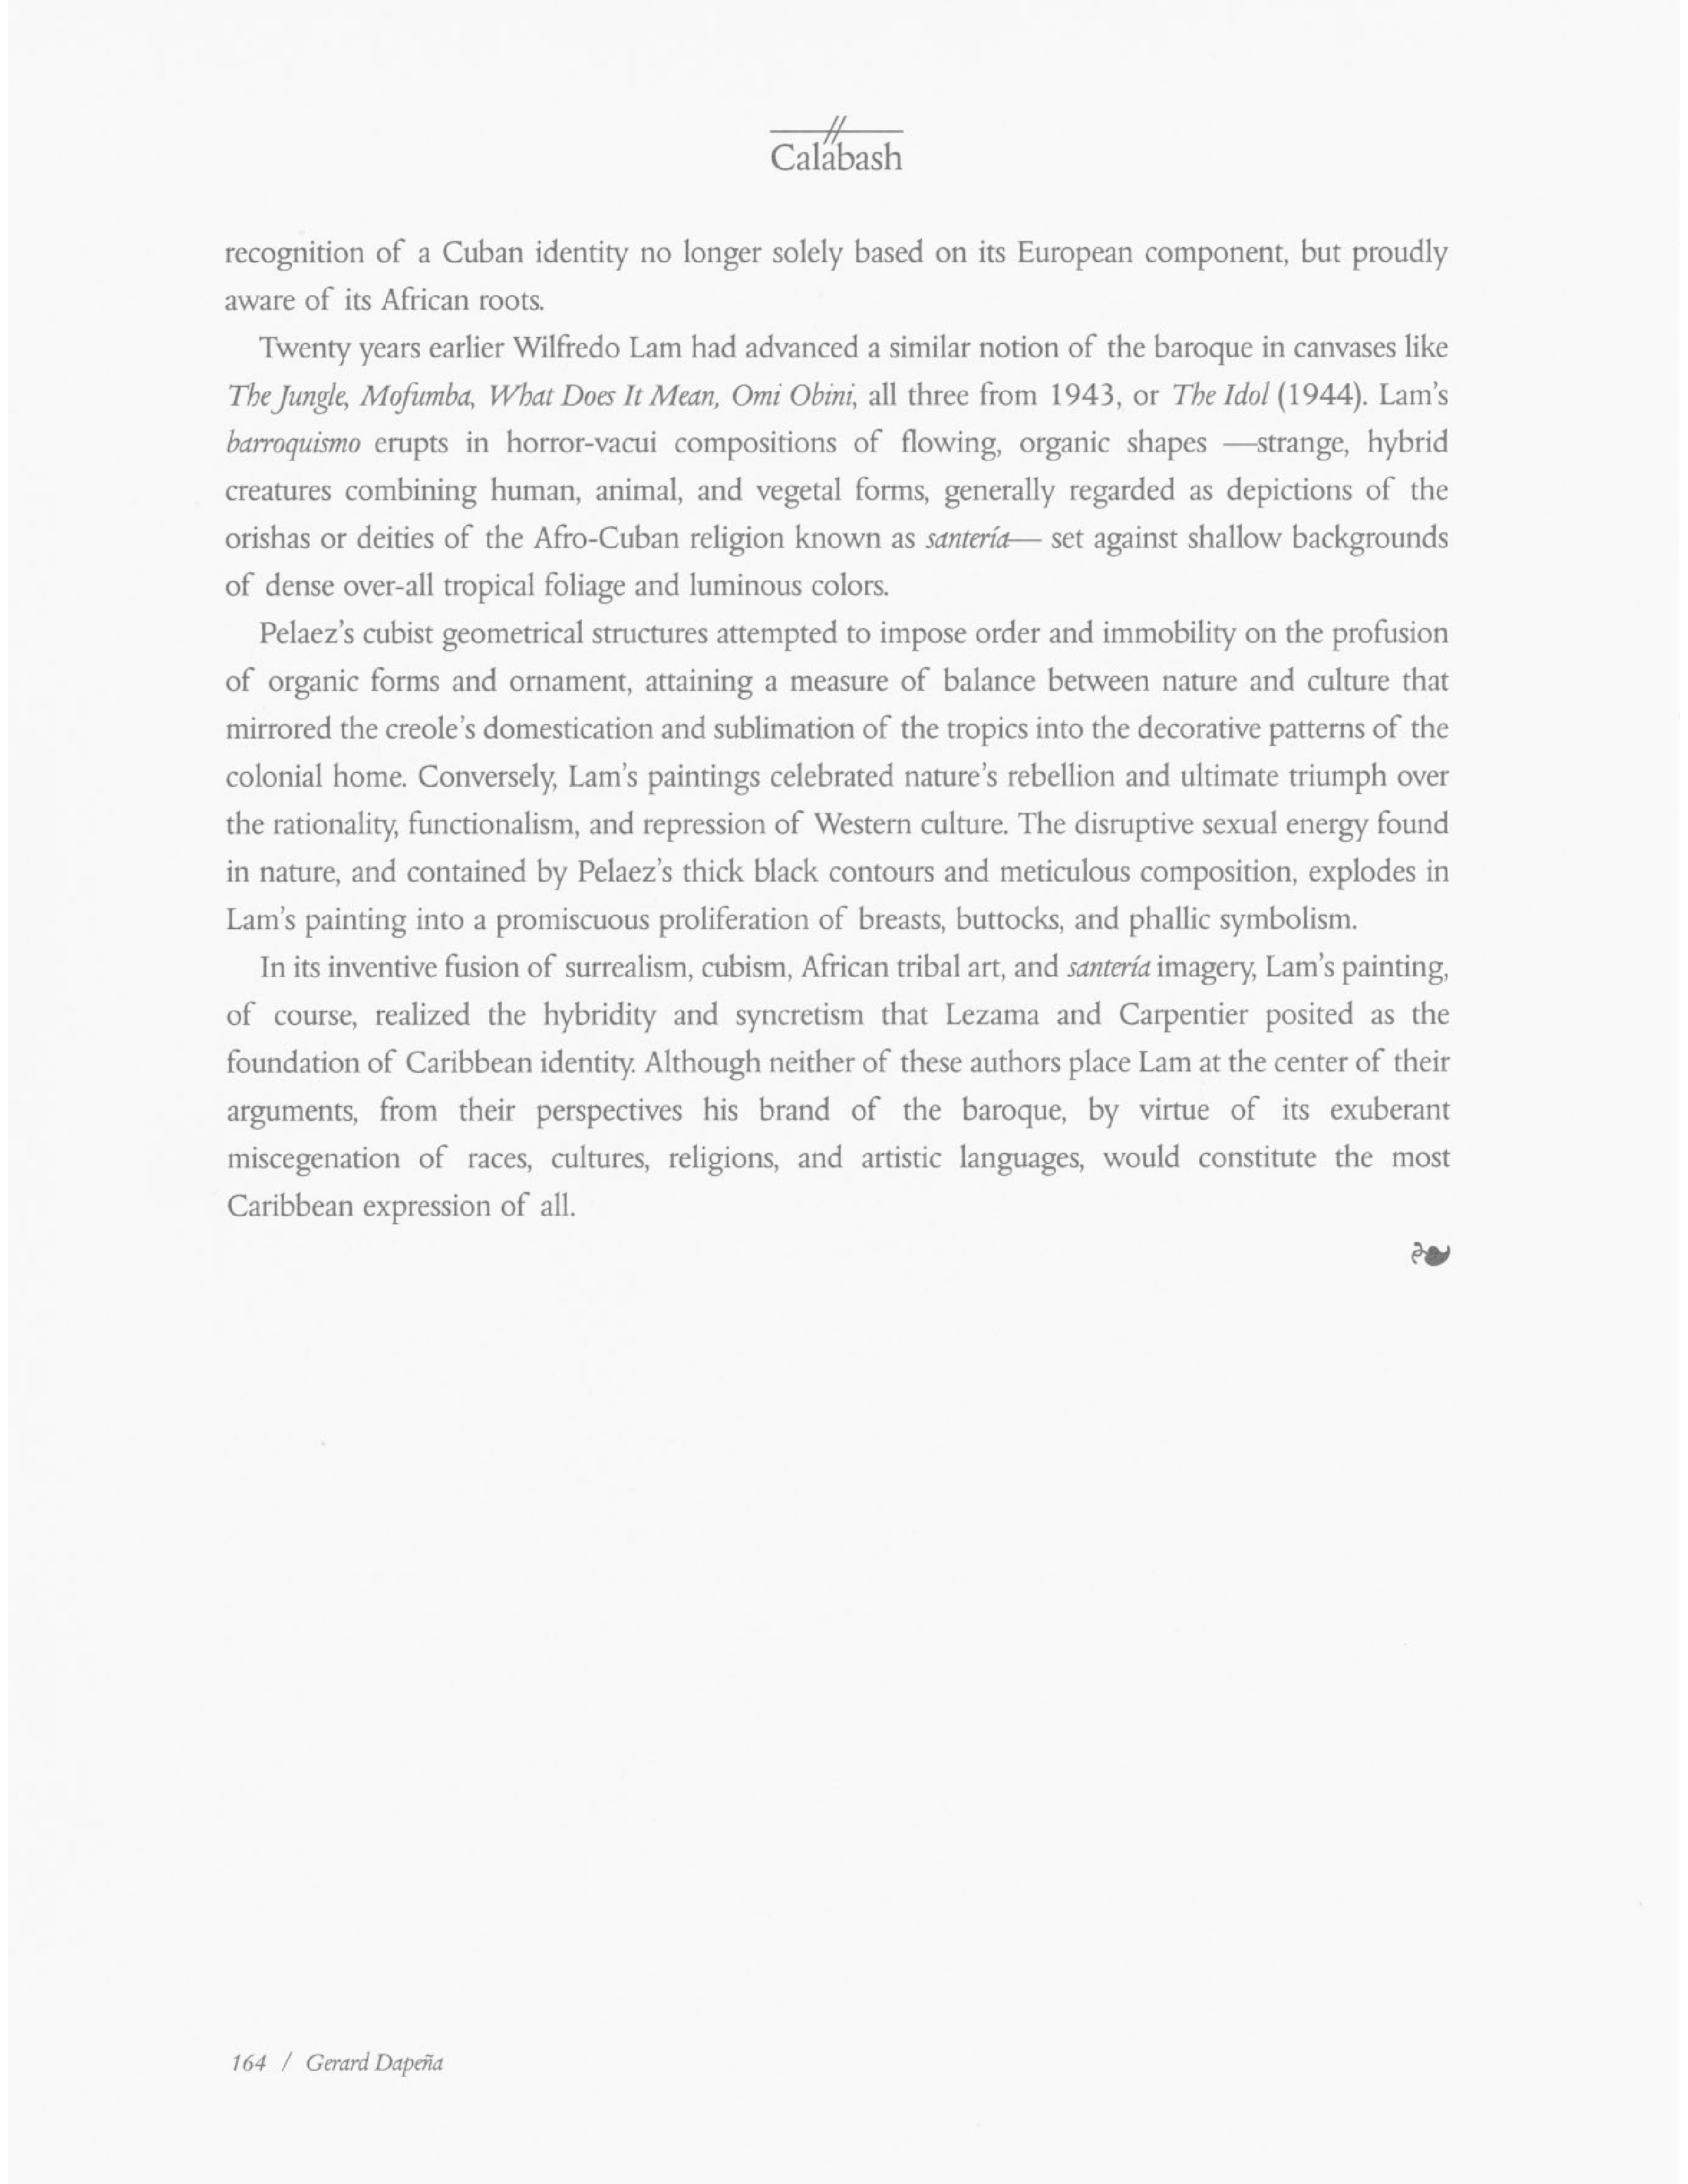 Calabash
recognition of a Cuban identity no longer solely based on its European component, but proudly
aware of its African roots.
Twenty years earlier Wilfredo Lam had advanced a similar notion of the baroque in canvases like
The Jungle, Mofumba, What Does It Mean, Omi Obini, all three from 1943, or The Idol (1944). Lam's
barroquismo erupts in horror-vacui compositions of flowing, organic shapes —strange, hybrid
creatures combining human, animal, and vegetal forms, generally regarded as depictions of the
orishas or deities of the Afro-Cuban religion known as santería— set against shallow backgrounds
of dense over-all tropical foliage and luminous colors.
Pelaez's cubist geometrical structures attempted to impose order and immobility on the profusion
of organic forms and ornament, attaining a measure of balance between nature and culture that
mirrored the creole's domestication and sublimation of the tropics into the decorative patterns of the
colonial home. Conversely, Lam's paintings celebrated nature's rebellion and ultimate triumph over
the rationality, functionalism, and repression of Western culture. The disruptive sexual energy found
in nature, and contained by Pelaez's thick black contours and meticulous composition, explodes in
Lam's painting into a promiscuous proliferation of breasts, buttocks, and phallic symbolism.
In its inventive fusion of surrealism, cubism, African tribal art, and santería imagery, Lam's painting,
of course, realized the hybridity and syncretism that Lezama and Carpentier posited as the
foundation of Caribbean identity. Although neither of these authors place Lam at the center of their
arguments, from their perspectives his brand of the baroque, by virtue of its exuberant
miscegenation of races, cultures, religions, and artistic languages, would constitute the most
Caribbean expression of all.
164 / Gerard Dapeña